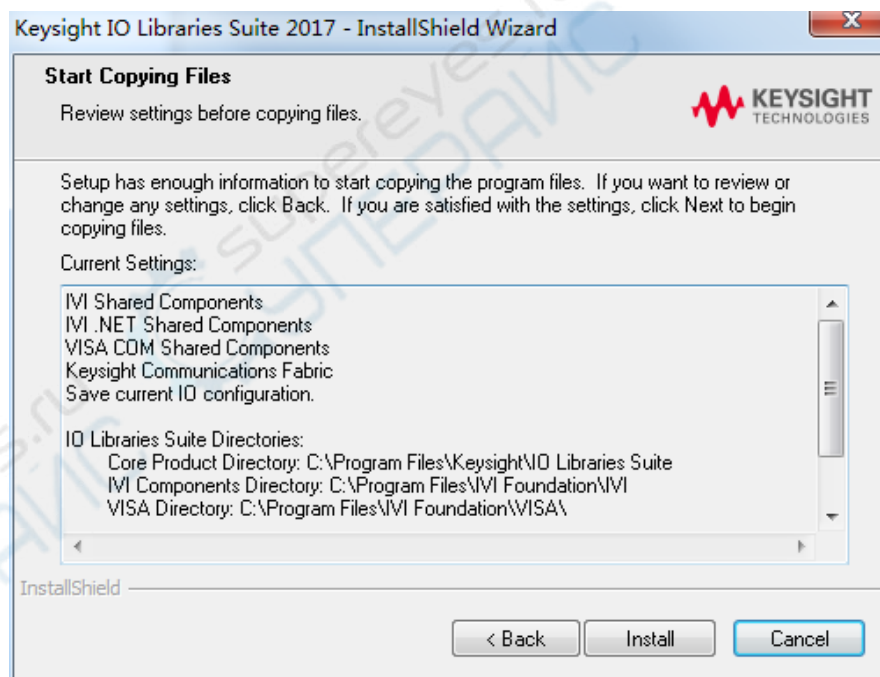 Keysight IO Libraries Suite 2017 - InstallShield Wizard
Start Copying Files
Review settings before copying files.
KEYSIGHT
TECHNOLOGIES
Setup has enough information to start copying the program files. If you want to review or
change any settings, click Back. If you are satisfied with the settings, click Next to begin
copying files.
Current Settings:
IVI Shared Components
IVI .NET Shared Components
VISA COM Shared Components
Keysight Communications Fabric
Save current IO configuration.
IO Libraries Suite Directories:
Core Product Directory: C:\Program Files\Keysight\IO Libraries Suite
IVI Components Directory: C:\Program Files\IVI Foundation\IVI
VISA Directory: C:\Program Files\IVI Foundation\VISA\
InstallShield
< Back
Install
Cancel
supereyes.ru
СУПЕРАЙС